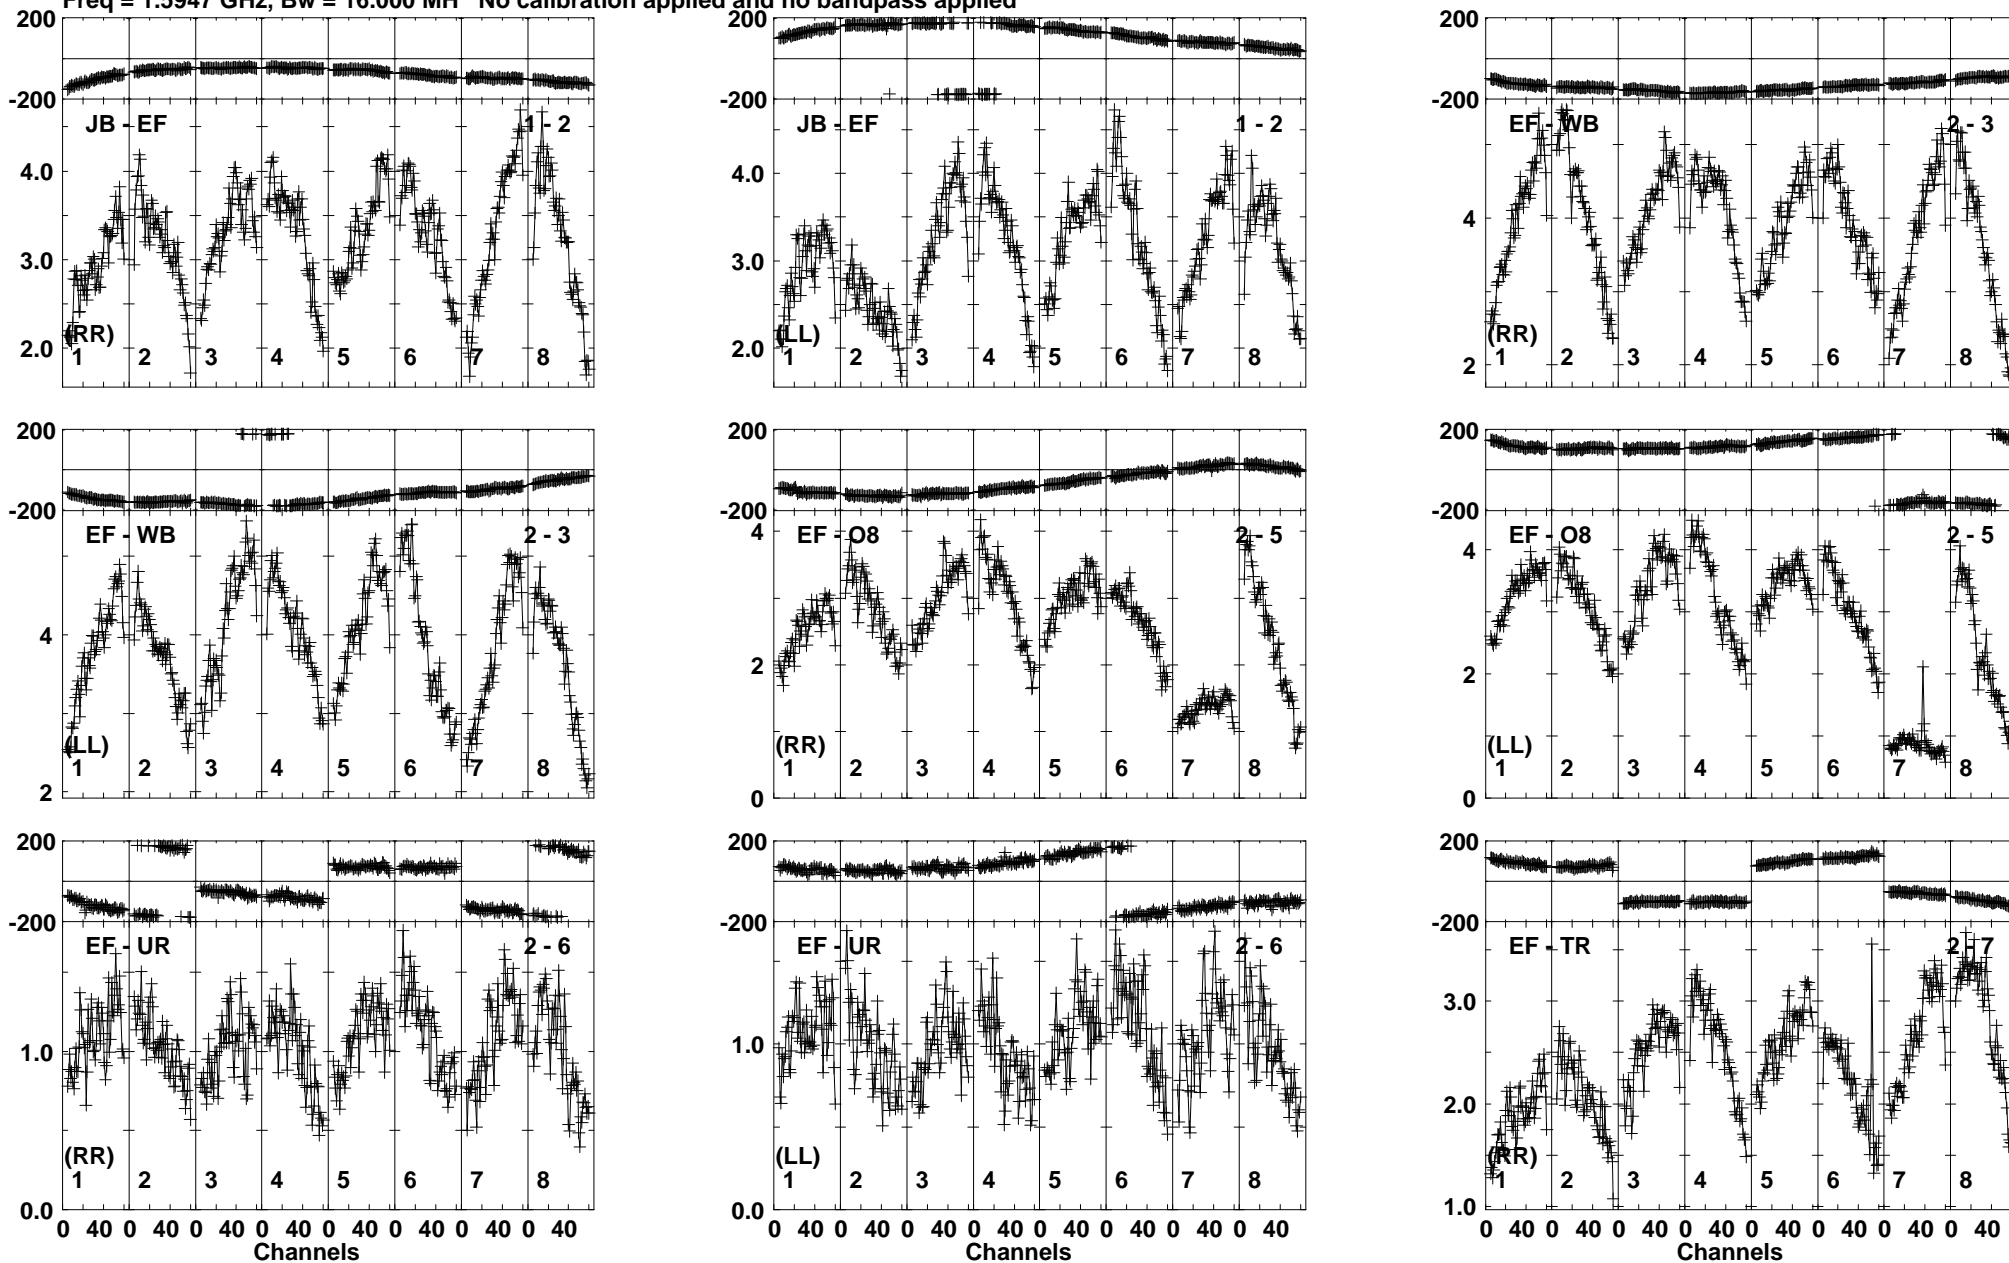 Freq = 1.5947 GHz, Bw = 16.000 MH No calibration applied and no bandpass applied
200 200 200
-200 -200 -200
JB - EF 1 - 2 JB - EF 1 - 2 EF - WB 2 - 3
4.0 4.0 4
3.0 3.0
2.0 2.0 2
(RR) (LL) (RR)
1 2 3 4 5 6 7 8 1 2 3 4 5 6 7 8 1 2 3 4 5 6 7 8
200 200 200
-200 -200 -200
EF - WB 2 - 3 EF - O8 2 - 5 EF - O8 2 - 5
4 4 4
2 2 2
0 0
(LL) (RR) (LL)
1 2 3 4 5 6 7 8 1 2 3 4 5 6 7 8 1 2 3 4 5 6 7 8
200 200 200
-200 -200 -200
EF - UR 2 - 6 EF - UR 2 - 6 EF - TR 2 - 7
1.0 1.0 3.0
2.0
0.0 0.0 1.0
(RR) (LL) (RR)
1 2 3 4 5 6 7 8 1 2 3 4 5 6 7 8 1 2 3 4 5 6 7 8
0 40 0 40 0 40 0 40 0 40 0 40 0 40 0 40 0 40 0 40 0 40 0 40 0 40 0 40 0 40 0 40 0 40 0 40 0 40 0 40 0 40 0 40 0 40 0 40
Channels Channels Channels